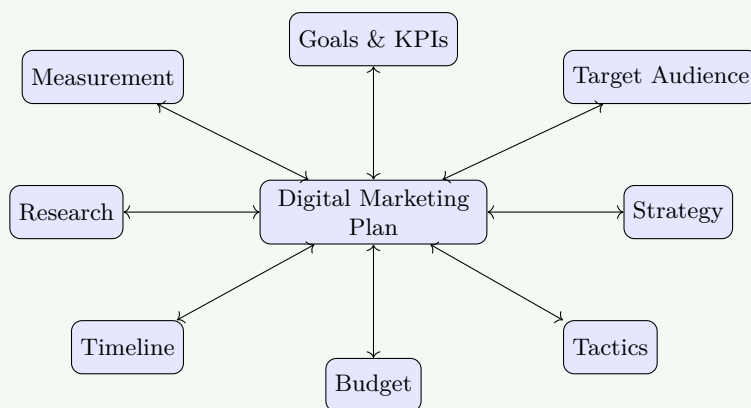 Goals & KPIs
Measurement
Target Audience
Digital Marketing
Plan
Research
Strategy
Timeline
Tactics
Budget